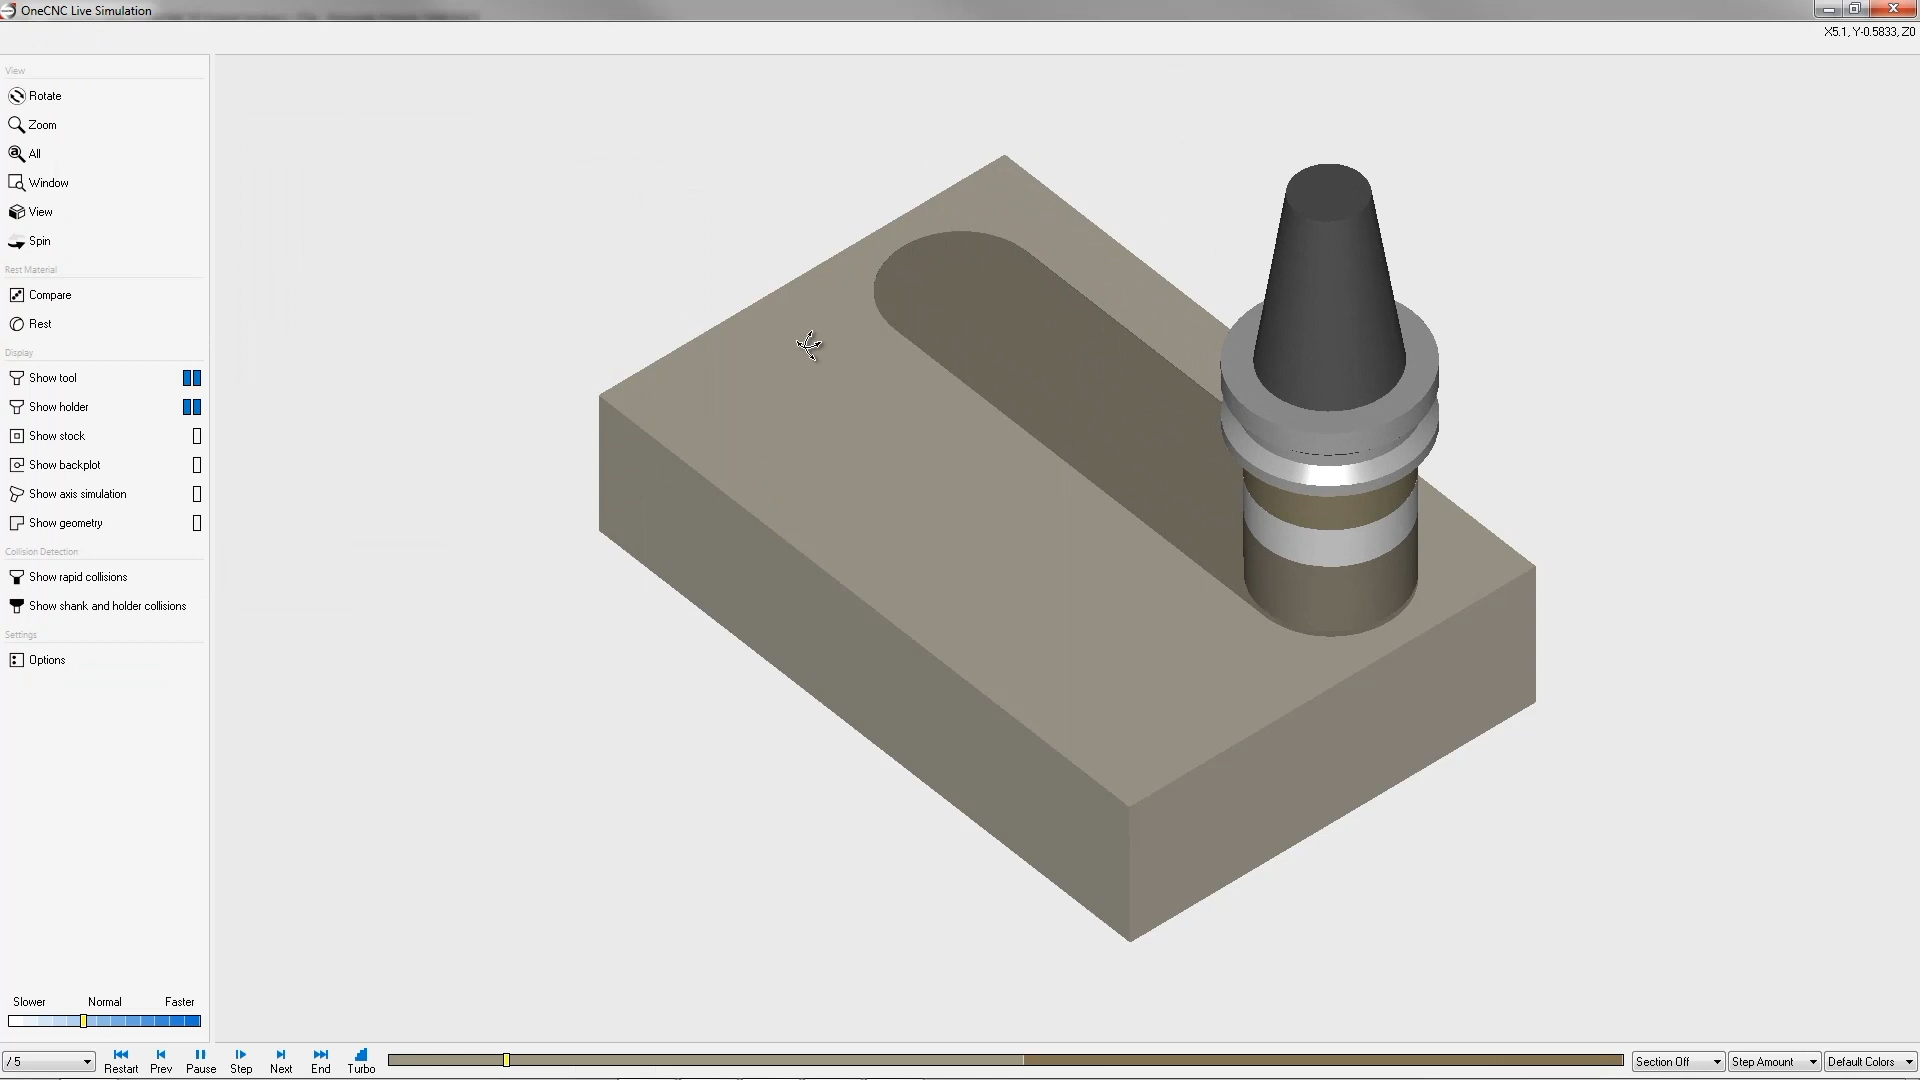 OneCNC Live Simulation
X5.1, Y-0.5833, Z0
View
Rotate
Zoom
All
Window
View
Spin
Rest Material
Compare
Rest
Display
Show tool
Show holder
Show stock
Show backplot
Show axis simulation
Show geometry
Collision Detection
Show rapid collisions
Show shank and holder collisions
Settings
Options
Slower Normal Faster
/ 5 Restart Prev Pause Step Next End Turbo Section Off Step Amount Default Colors